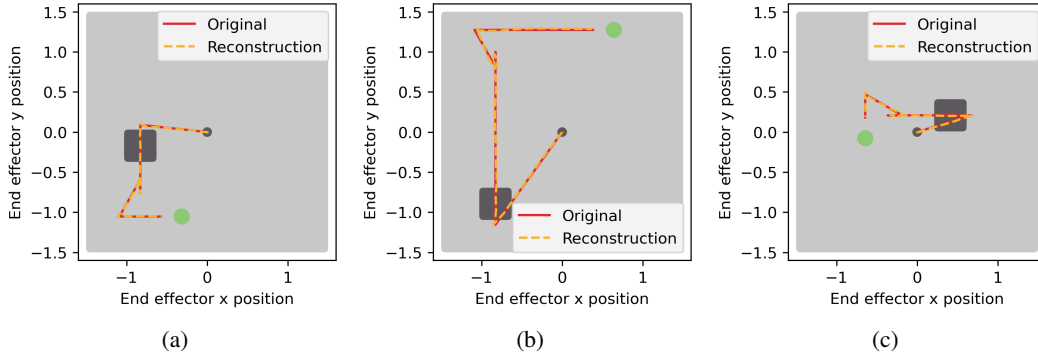 1.5
1.0
0.5
0.0
−0.5
−1.0
−1.5
−1 0 1
End effector x position
End effector y position
Original
Reconstruction
(a)
1.5
1.0
0.5
0.0
−0.5
−1.0
−1.5
−1 0 1
End effector x position
End effector y position
Original
Reconstruction
(b)
1.5
1.0
0.5
0.0
−0.5
−1.0
−1.5
−1 0 1
End effector x position
End effector y position
Original
Reconstruction
(c)